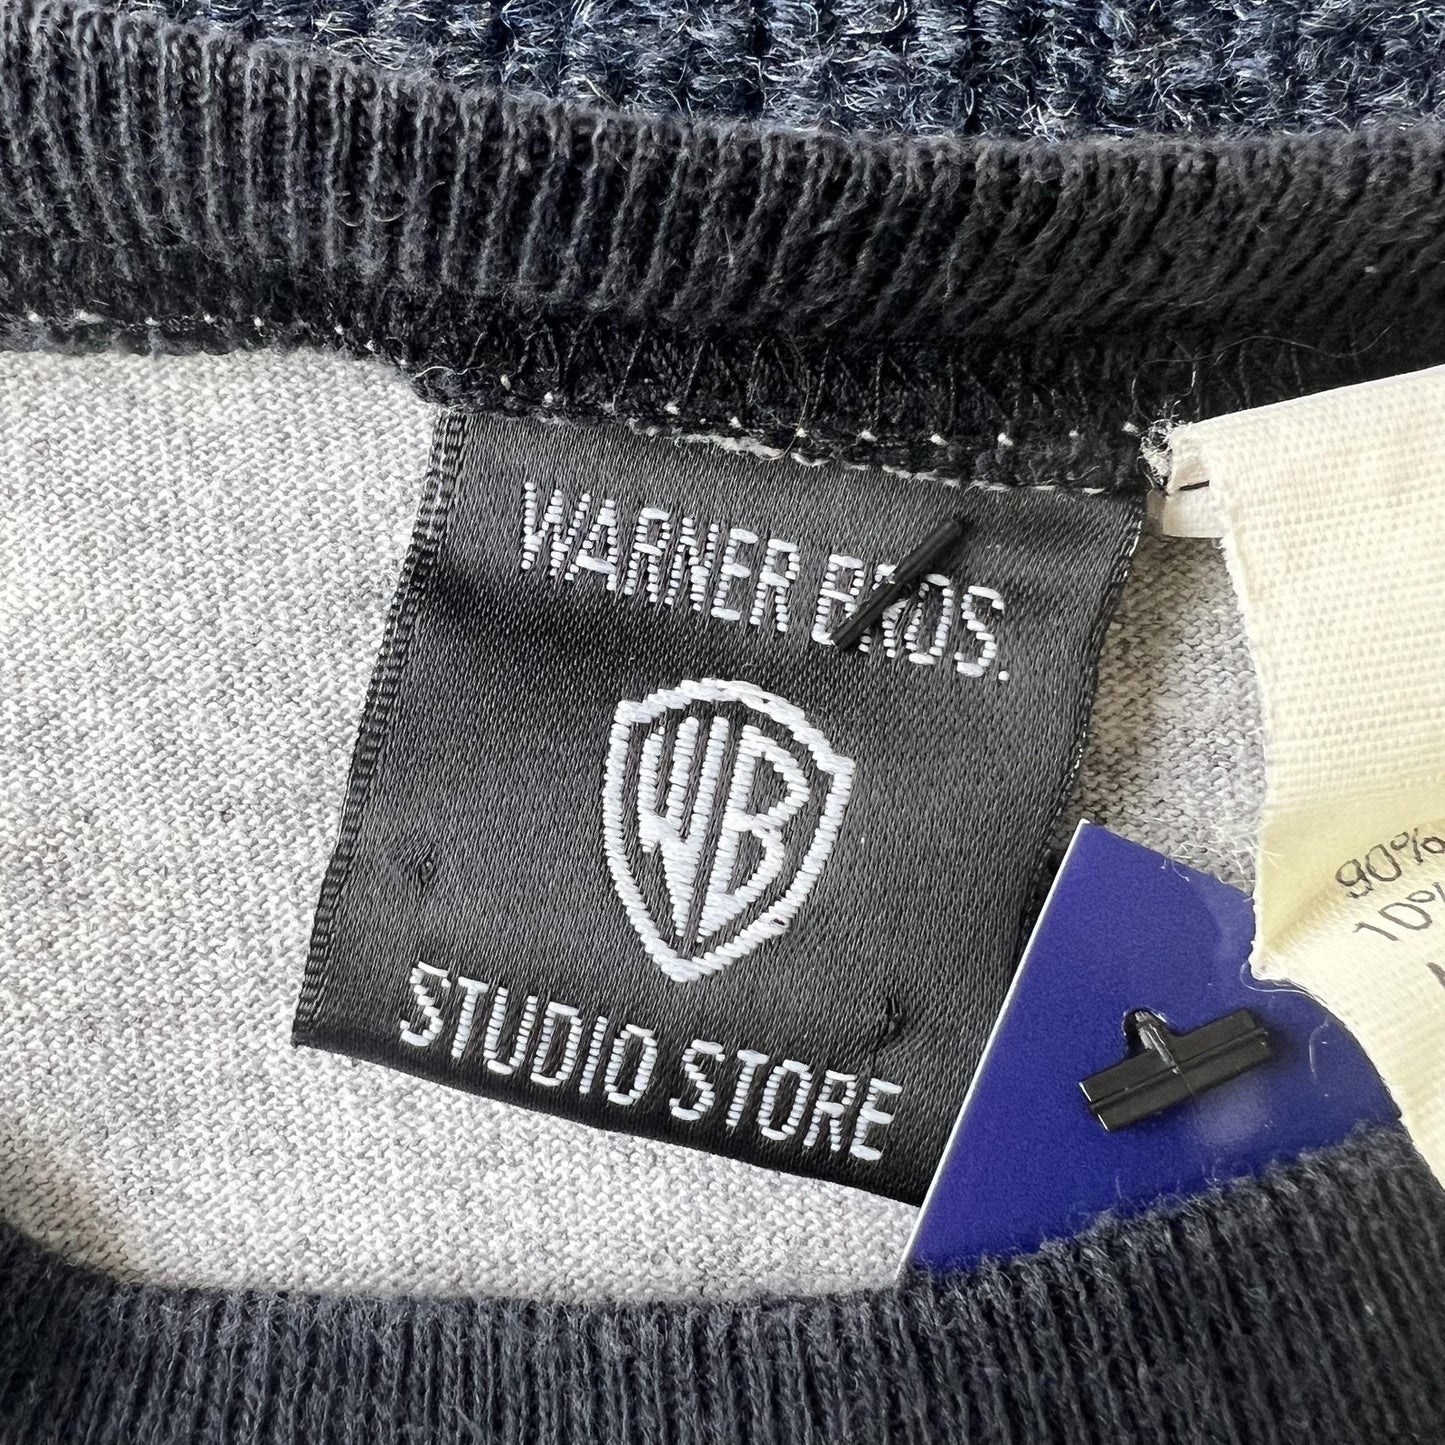 WARNER BROS.
WB
STUDIO STORE
90%
10%